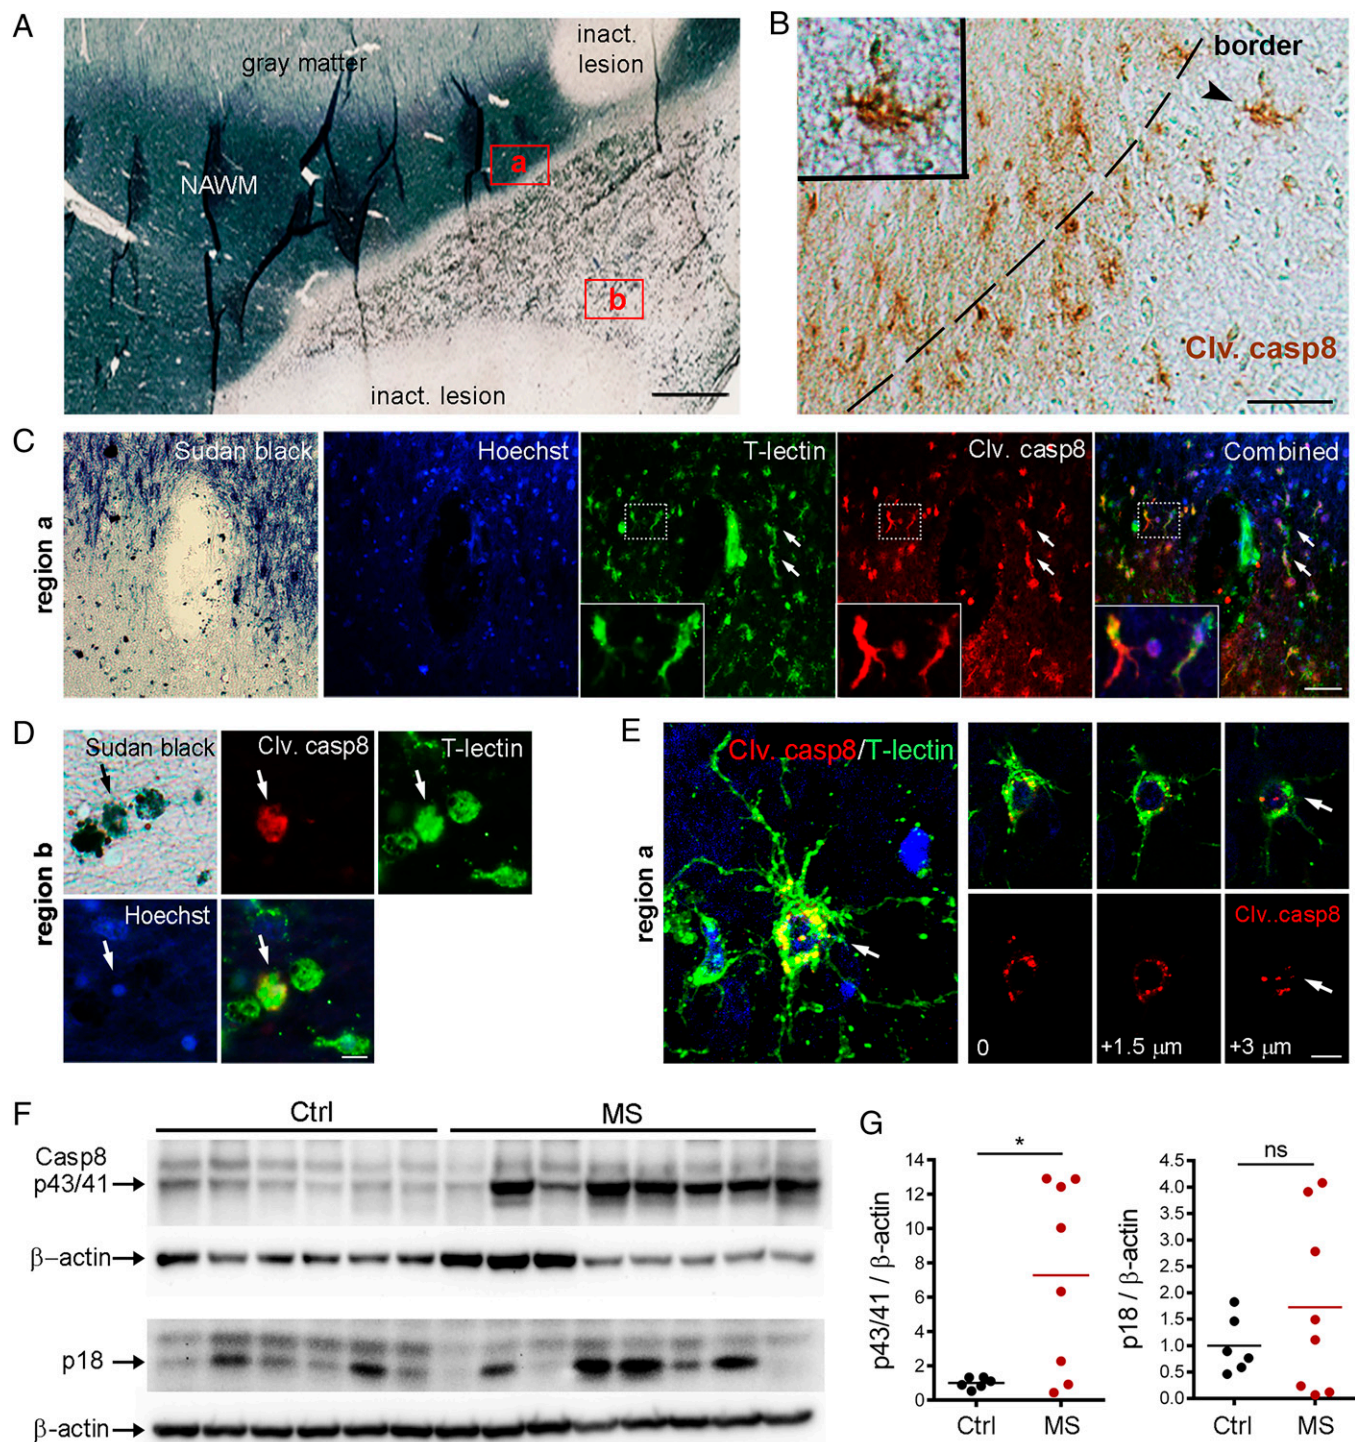 A
gray matter
inact.
lesion
NAWM
a
b
inact. lesion
B
border
Clv. casp8
C
region a
Sudan black
Hoechst
T-lectin
Clv. casp8
Combined
D
region b
Sudan black
Clv. casp8
T-lectin
Hoechst
E
region a
Clv. casp8/T-lectin
Clv..casp8
0
+1.5 μm
+3 μm
F
Ctrl
MS
Casp8
p43/41
β-actin
p18
β-actin
G
*
p43/41 / β-actin
14
12
10
8
6
4
2
0
Ctrl
MS
ns
p18 / β-actin
4.5
4.0
3.5
3.0
2.5
2.0
1.5
1.0
0.5
0.0
Ctrl
MS